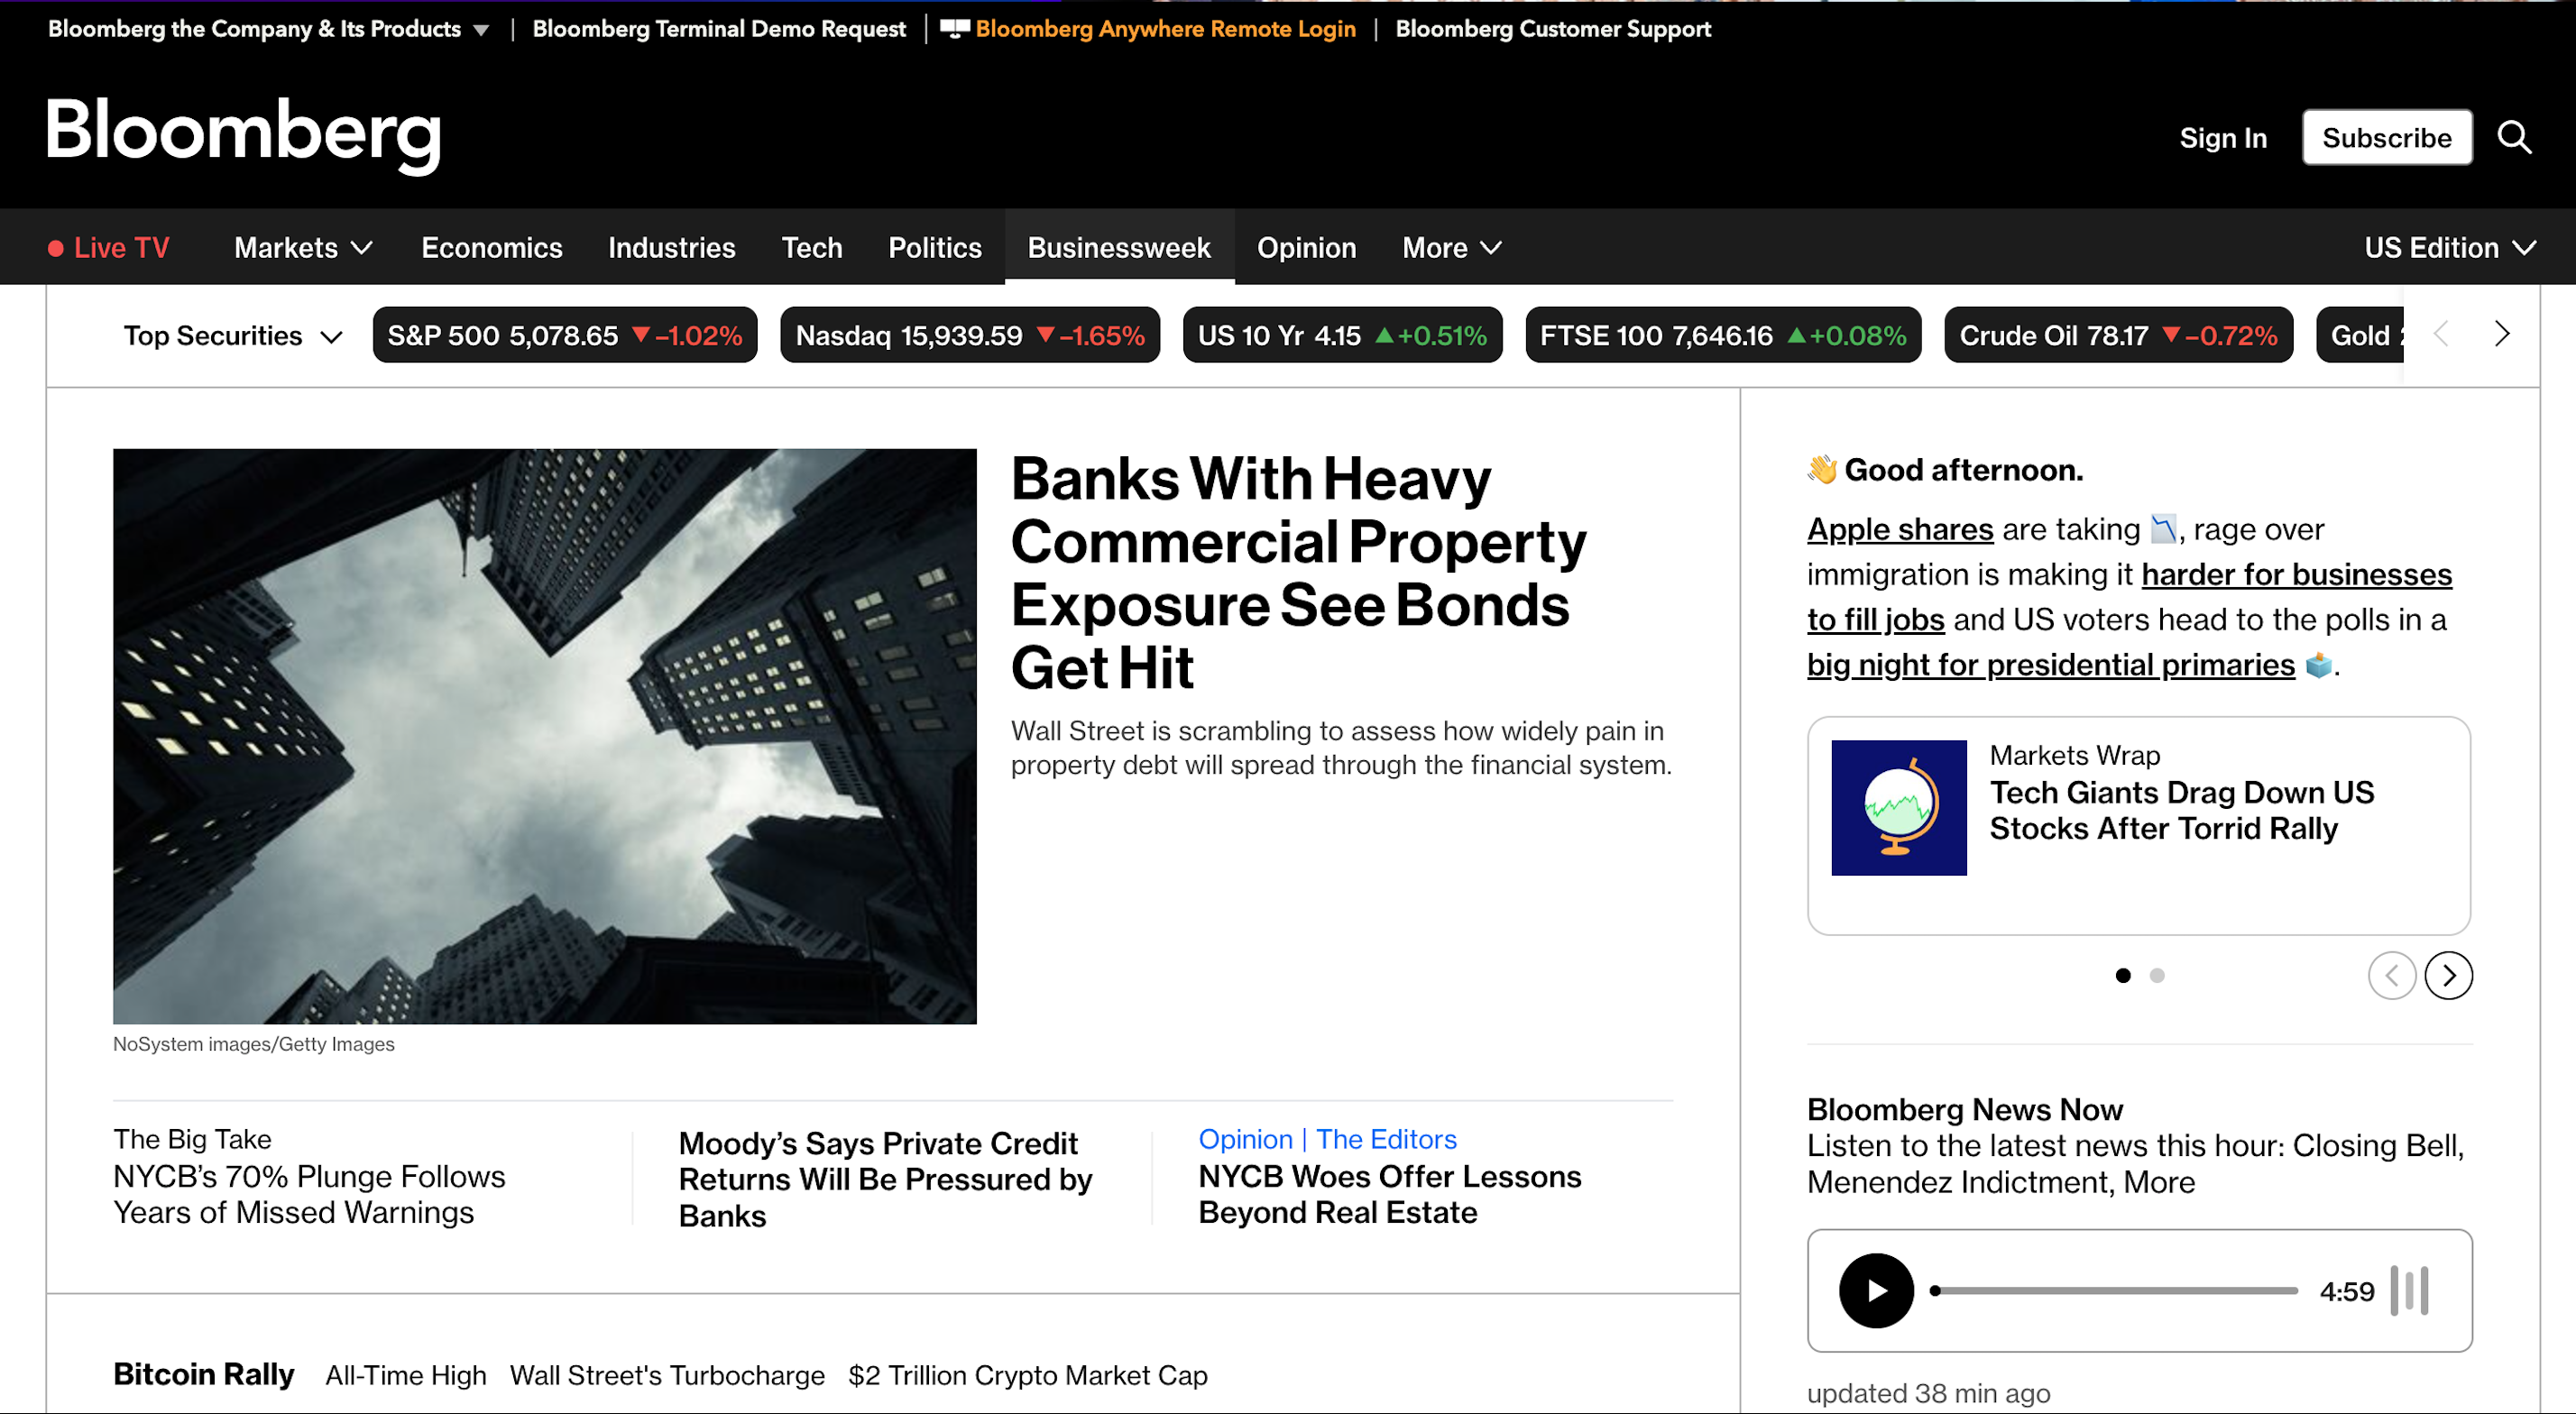 Bloomberg the Company & Its Products ▼ | Bloomberg Terminal Demo Request | Bloomberg Anywhere Remote Login | Bloomberg Customer Support
Bloomberg
Sign In
Subscribe
Live TV
Markets
Economics
Industries
Tech
Politics
Businessweek
Opinion
More
US Edition
Top Securities
S&P 500 5,078.65 ▼−1.02%
Nasdaq 15,939.59 ▼−1.65%
US 10 Yr 4.15 ▲+0.51%
FTSE 100 7,646.16 ▲+0.08%
Crude Oil 78.17 ▼−0.72%
Gold
Banks With Heavy
Commercial Property
Exposure See Bonds
Get Hit
Wall Street is scrambling to assess how widely pain in
property debt will spread through the financial system.
NoSystem images/Getty Images
The Big Take
NYCB’s 70% Plunge Follows
Years of Missed Warnings
Moody’s Says Private Credit
Returns Will Be Pressured by
Banks
Opinion | The Editors
NYCB Woes Offer Lessons
Beyond Real Estate
Bitcoin Rally
All-Time High
Wall Street's Turbocharge
$2 Trillion Crypto Market Cap
👋 Good afternoon.
Apple shares are taking 📉, rage over
immigration is making it harder for businesses
to fill jobs and US voters head to the polls in a
big night for presidential primaries 🗳️.
Markets Wrap
Tech Giants Drag Down US
Stocks After Torrid Rally
Bloomberg News Now
Listen to the latest news this hour: Closing Bell,
Menendez Indictment, More
4:59
updated 38 min ago